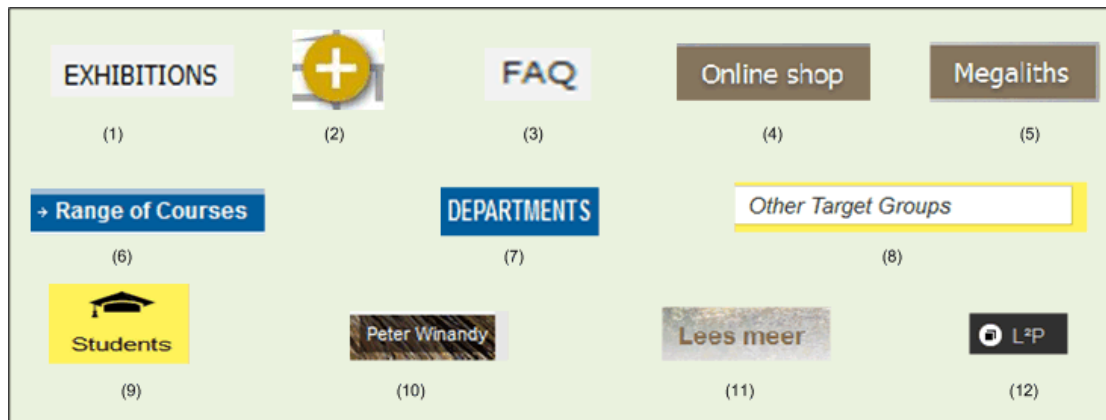 EXHIBITIONS
FAQ
Online shop
Megaliths
(1)
(2)
(3)
(4)
(5)
→ Range of Courses
DEPARTMENTS
Other Target Groups
(6)
(7)
(8)
Students
Peter Winandy
Lees meer
L²P
(9)
(10)
(11)
(12)